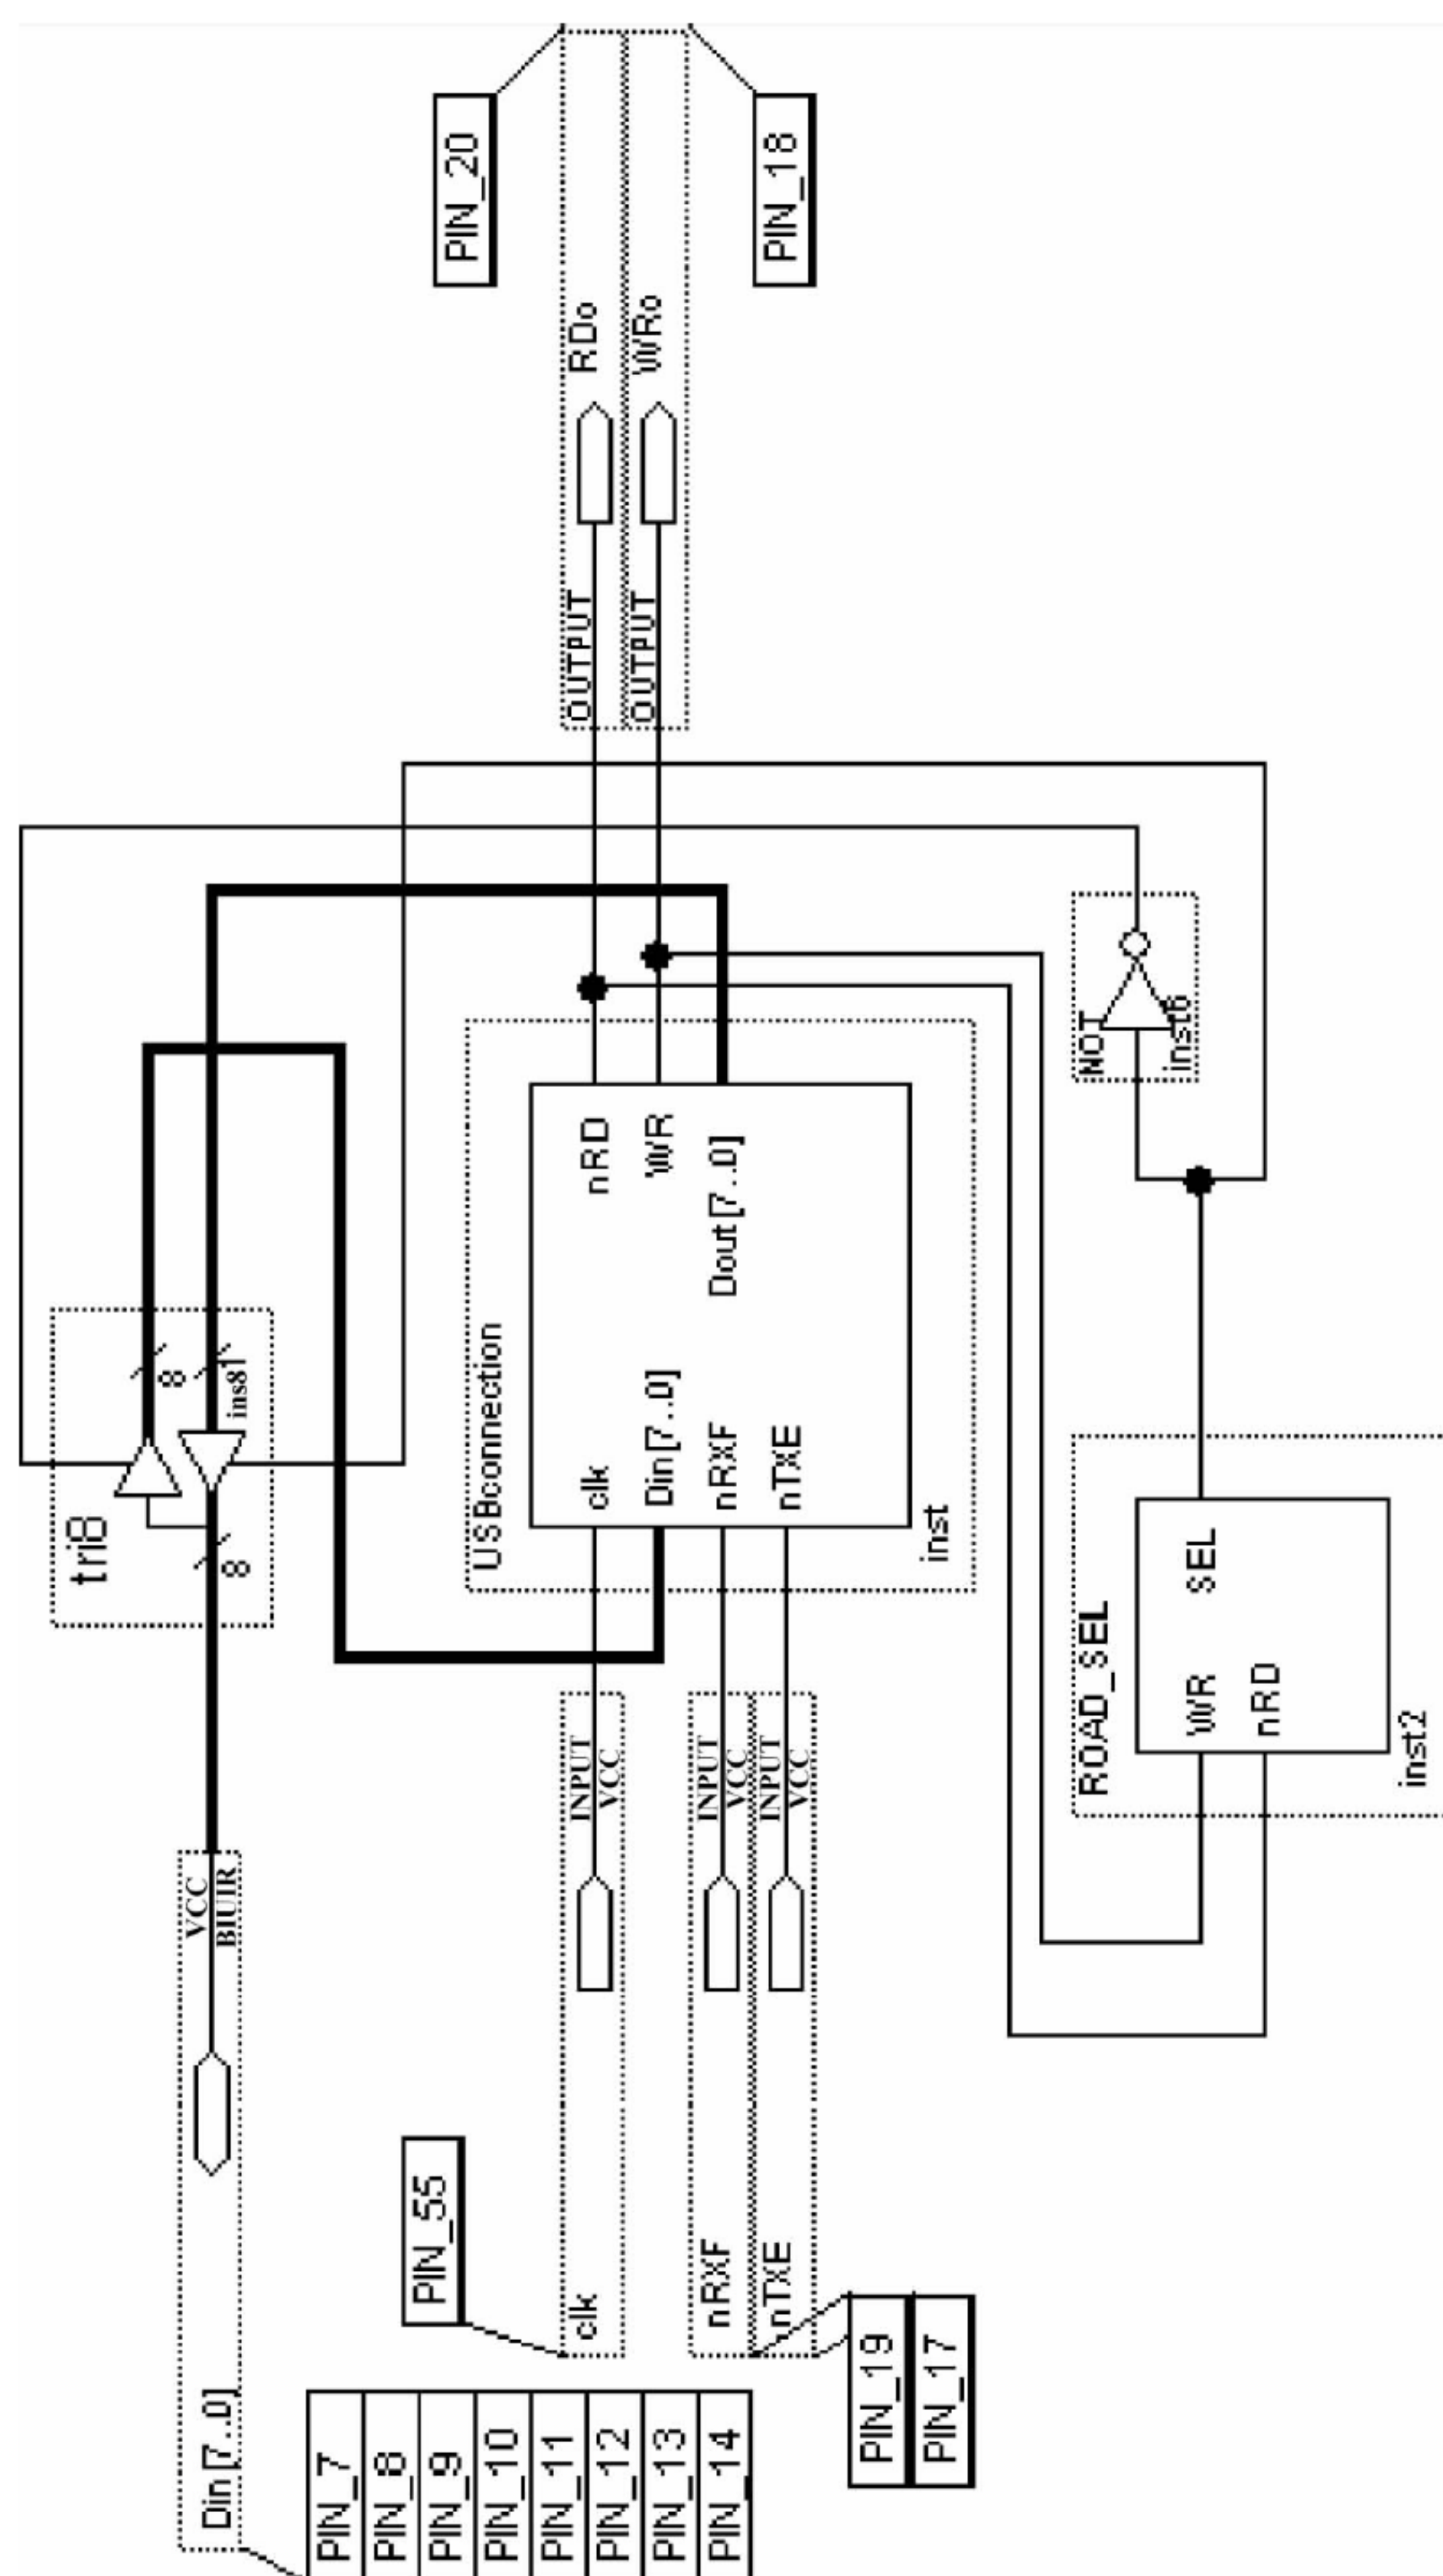 tri8
8
8
ins81
Din[7..0]
VCC
BIUIR
PIN_7
PIN_8
PIN_9
PIN_10
PIN_11
PIN_12
PIN_13
PIN_14
PIN_55
USBconnection
clk
INPUT
VCC
clk
nRD
OUTPUT
RDo
PIN_20
Din[7..0]
WR
OUTPUT
WRo
nRXF
INPUT
VCC
nRXF
Dout[7..0]
PIN_18
nTXE
INPUT
VCC
nTXE
PIN_19
PIN_17
inst
NOT
inst6
ROAD_SEL
WR
SEL
nRD
inst2